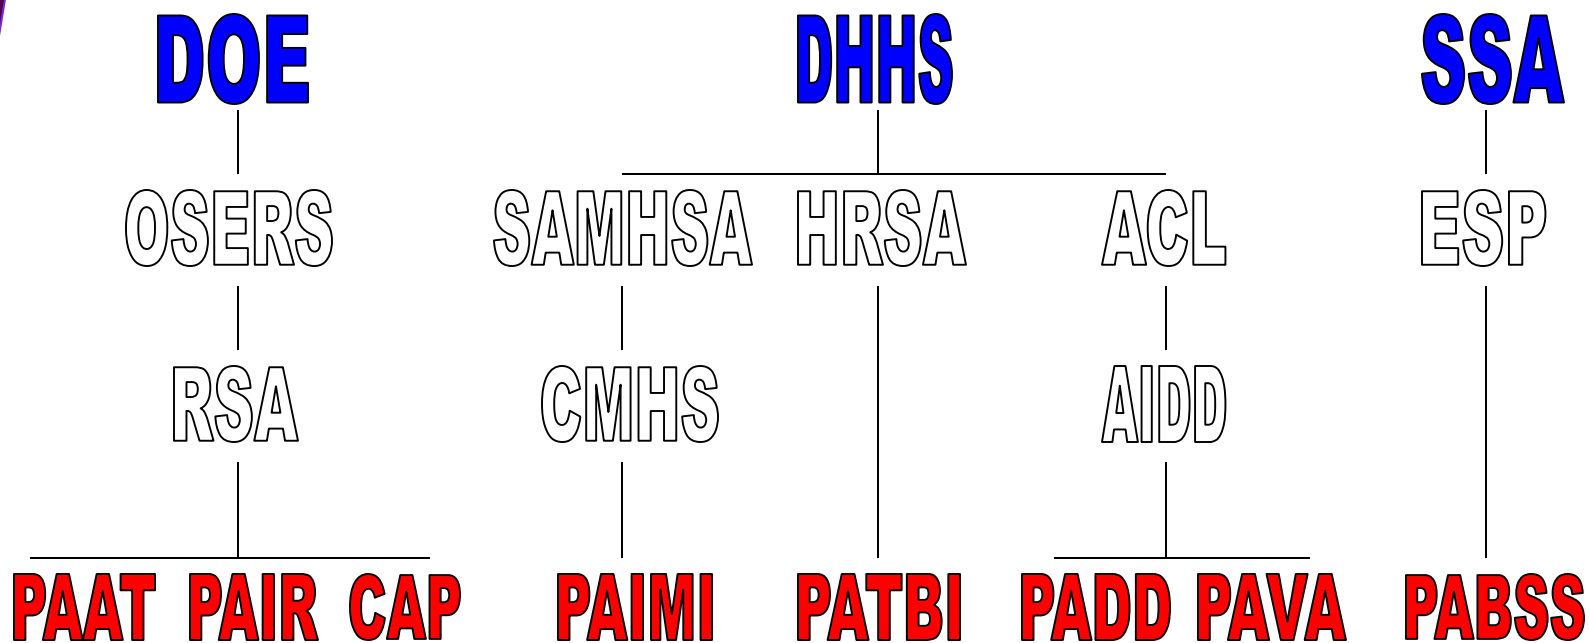 DOE DHHS SSA
OSERS SAMHSA HRSA ACL ESP
RSA CMHS AIDD
PAAT PAIR CAP PAIMI PATBI PADD PAVA PABSS